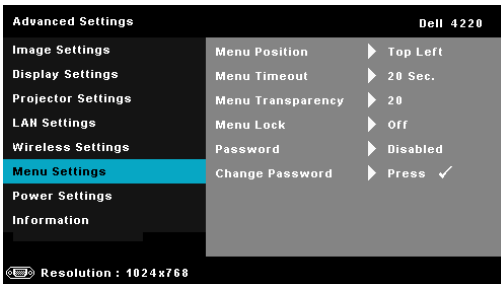 Advanced Settings Dell 4220
Image Settings Menu Position Top Left
Display Settings Menu Timeout 20 Sec.
Projector Settings Menu Transparency 20
LAN Settings Menu Lock Off
Wireless Settings Password Disabled
Menu Settings Change Password Press ✓
Power Settings
Information
Resolution : 1024x768